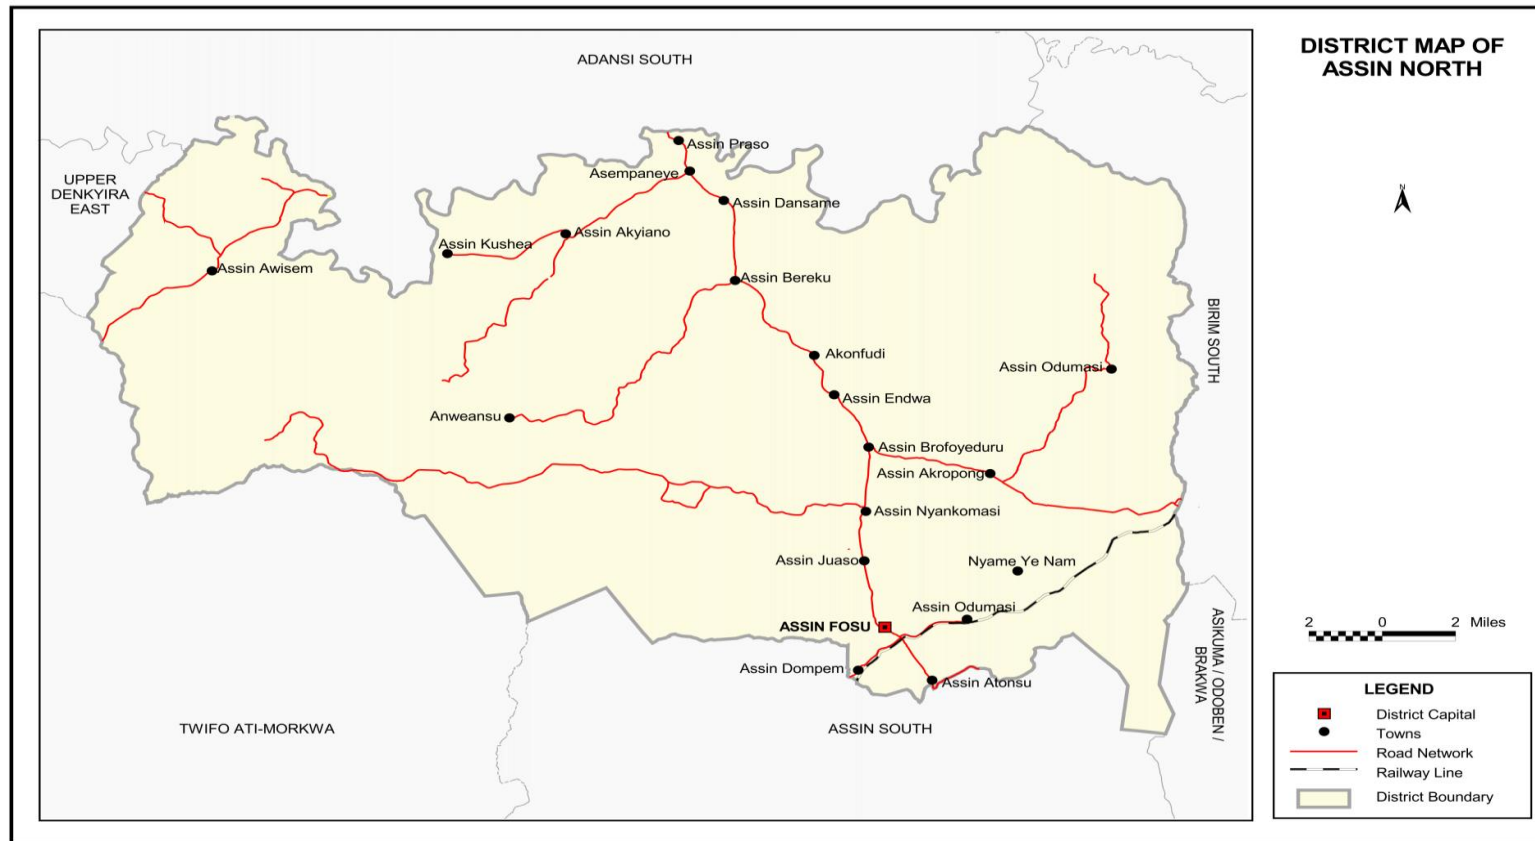 DISTRICT MAP OF
ASSIN NORTH
ADANSI SOUTH
UPPER
DENKYIRA
EAST
Assin Praso
Asempaneye
Assin Dansame
Assin Akyiano
Assin Kushea
Assin Awisem
Assin Bereku
Akonfudi
Assin Odumasi
Assin Endwa
Anweansu
Assin Brofoyeduru
Assin Akropong
Assin Nyankomasi
Assin Juaso
Nyame Ye Nam
Assin Odumasi
ASSIN FOSU
Assin Dompem
Assin Atonsu
TWIFO ATI-MORKWA
ASSIN SOUTH
BIRIM SOUTH
ASIKUMA / ODOBEN /
BRAKWA
N
2 0 2 Miles
LEGEND
District Capital
Towns
Road Network
Railway Line
District Boundary